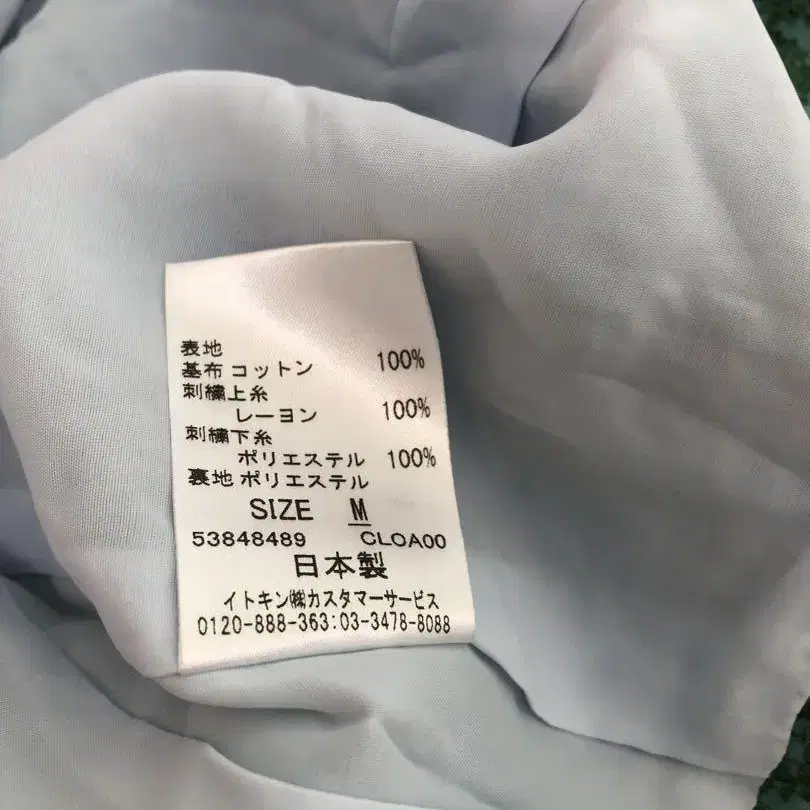 表地
基布 コットン 100%
刺繍上糸
レーヨン 100%
刺繍下糸
ポリエステル 100%
裏地 ポリエステル
SIZE M
53848489 CLOA00
日本製
イトキン㈱カスタマーサービス
0120-888-363:03-3478-8088